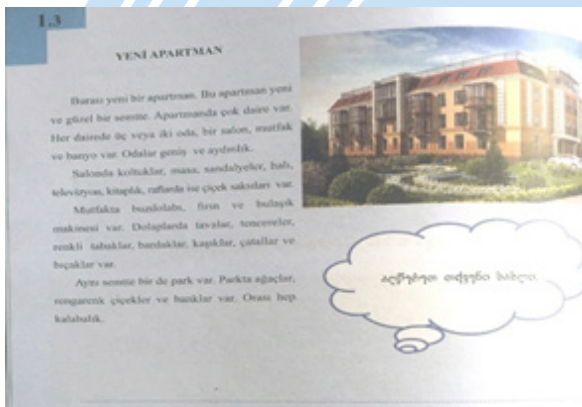 1.3
YENİ APARTMAN
Burası yeni bir apartman. Bu apartman yeni
ve güzel bir semtte. Apartmanda çok daire var.
Her dairede üç veya iki oda, bir salon, mutfak
ve banyo var. Odalar geniş ve aydınlık.
Salonda koltuklar, masa, sandalyeler, halı,
televizyon, kitaplık, raflarda ise çiçek saksıları var.
Mutfakta buzdolabı, fırın ve bulaşık
makinesi var. Dolaplarda tavalar, tencereler,
renkli tabaklar, bardaklar, kaşıklar, çatallar ve
bıçaklar var.
Aynı semtte bir de park var. Parkta ağaçlar,
rengarenk çiçekler ve banklar var. Orası hep
kalabalık.
აღწერეთ თქვენი სახლი.